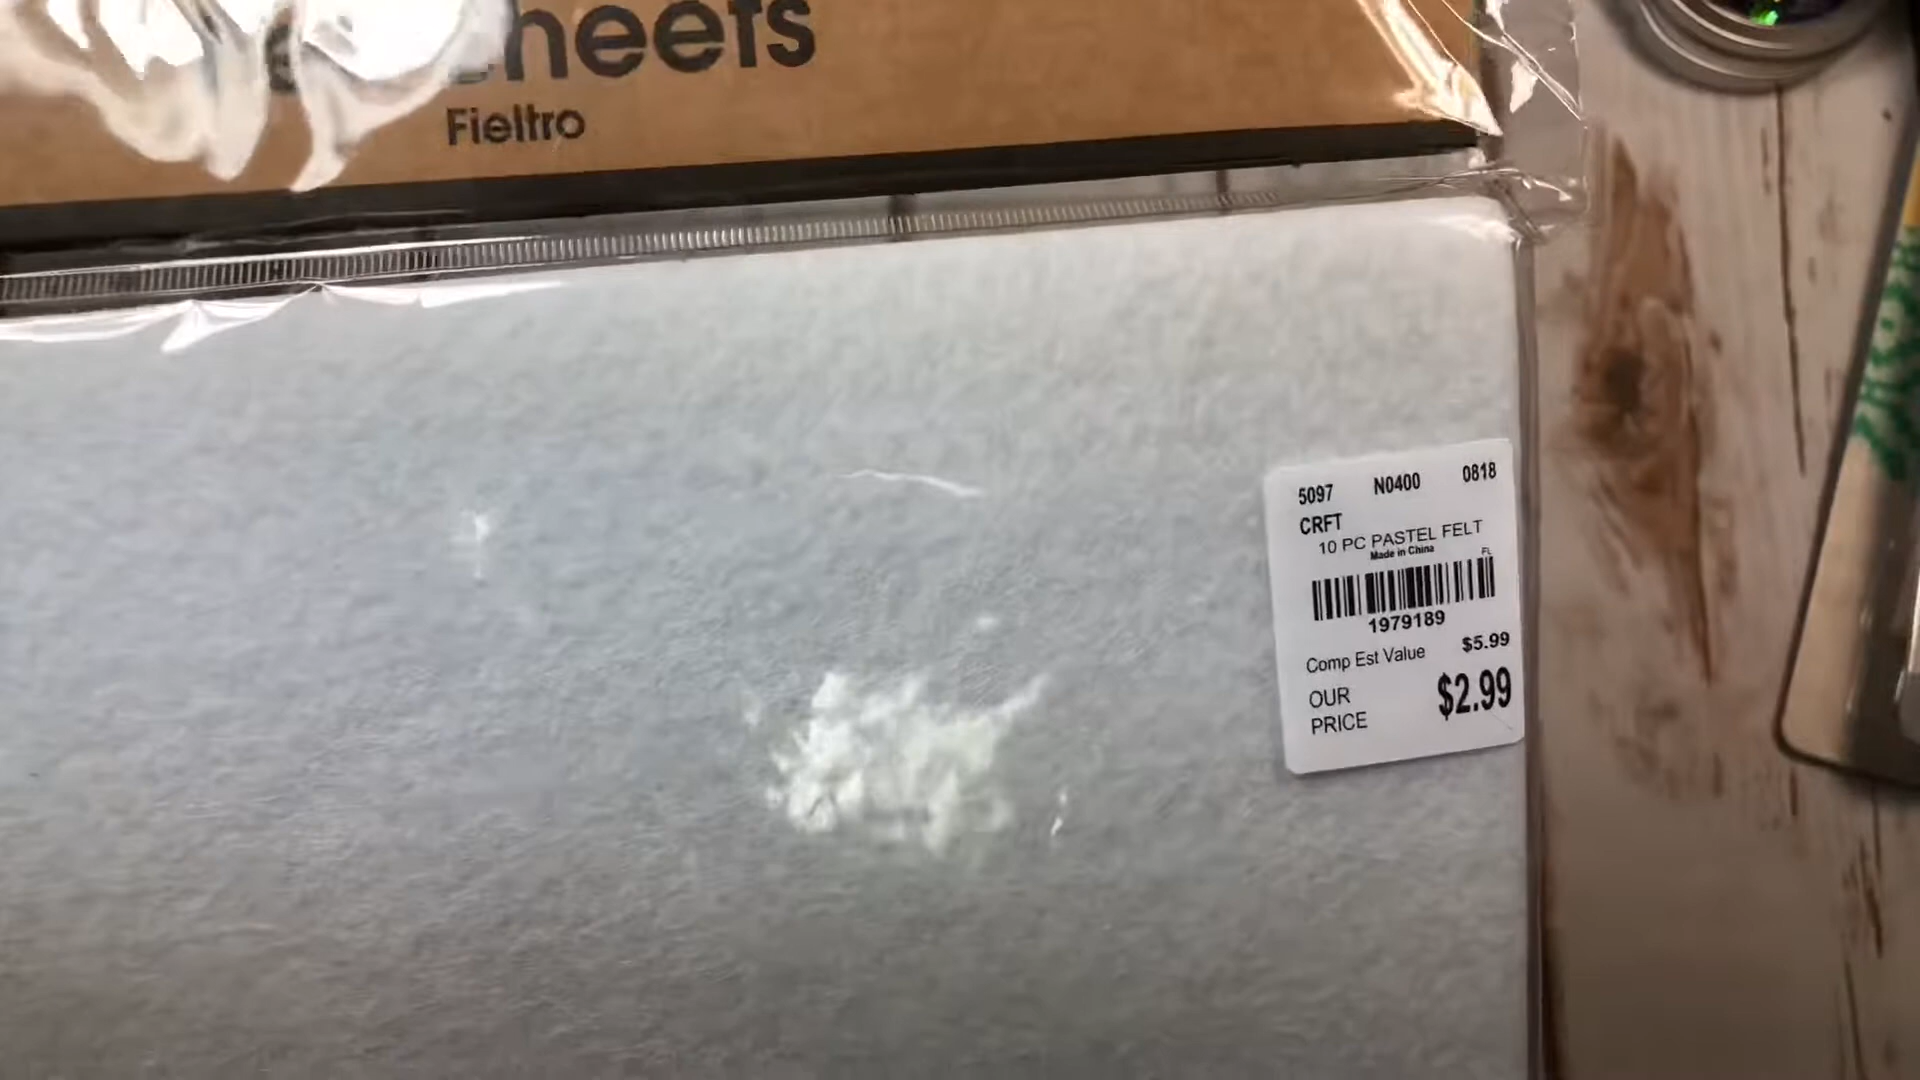 heets
Fieltro
5097 N0400 0818
CRFT
10 PC PASTEL FELT
Made in China
FL
1979189
Comp Est Value $5.99
OUR PRICE $2.99